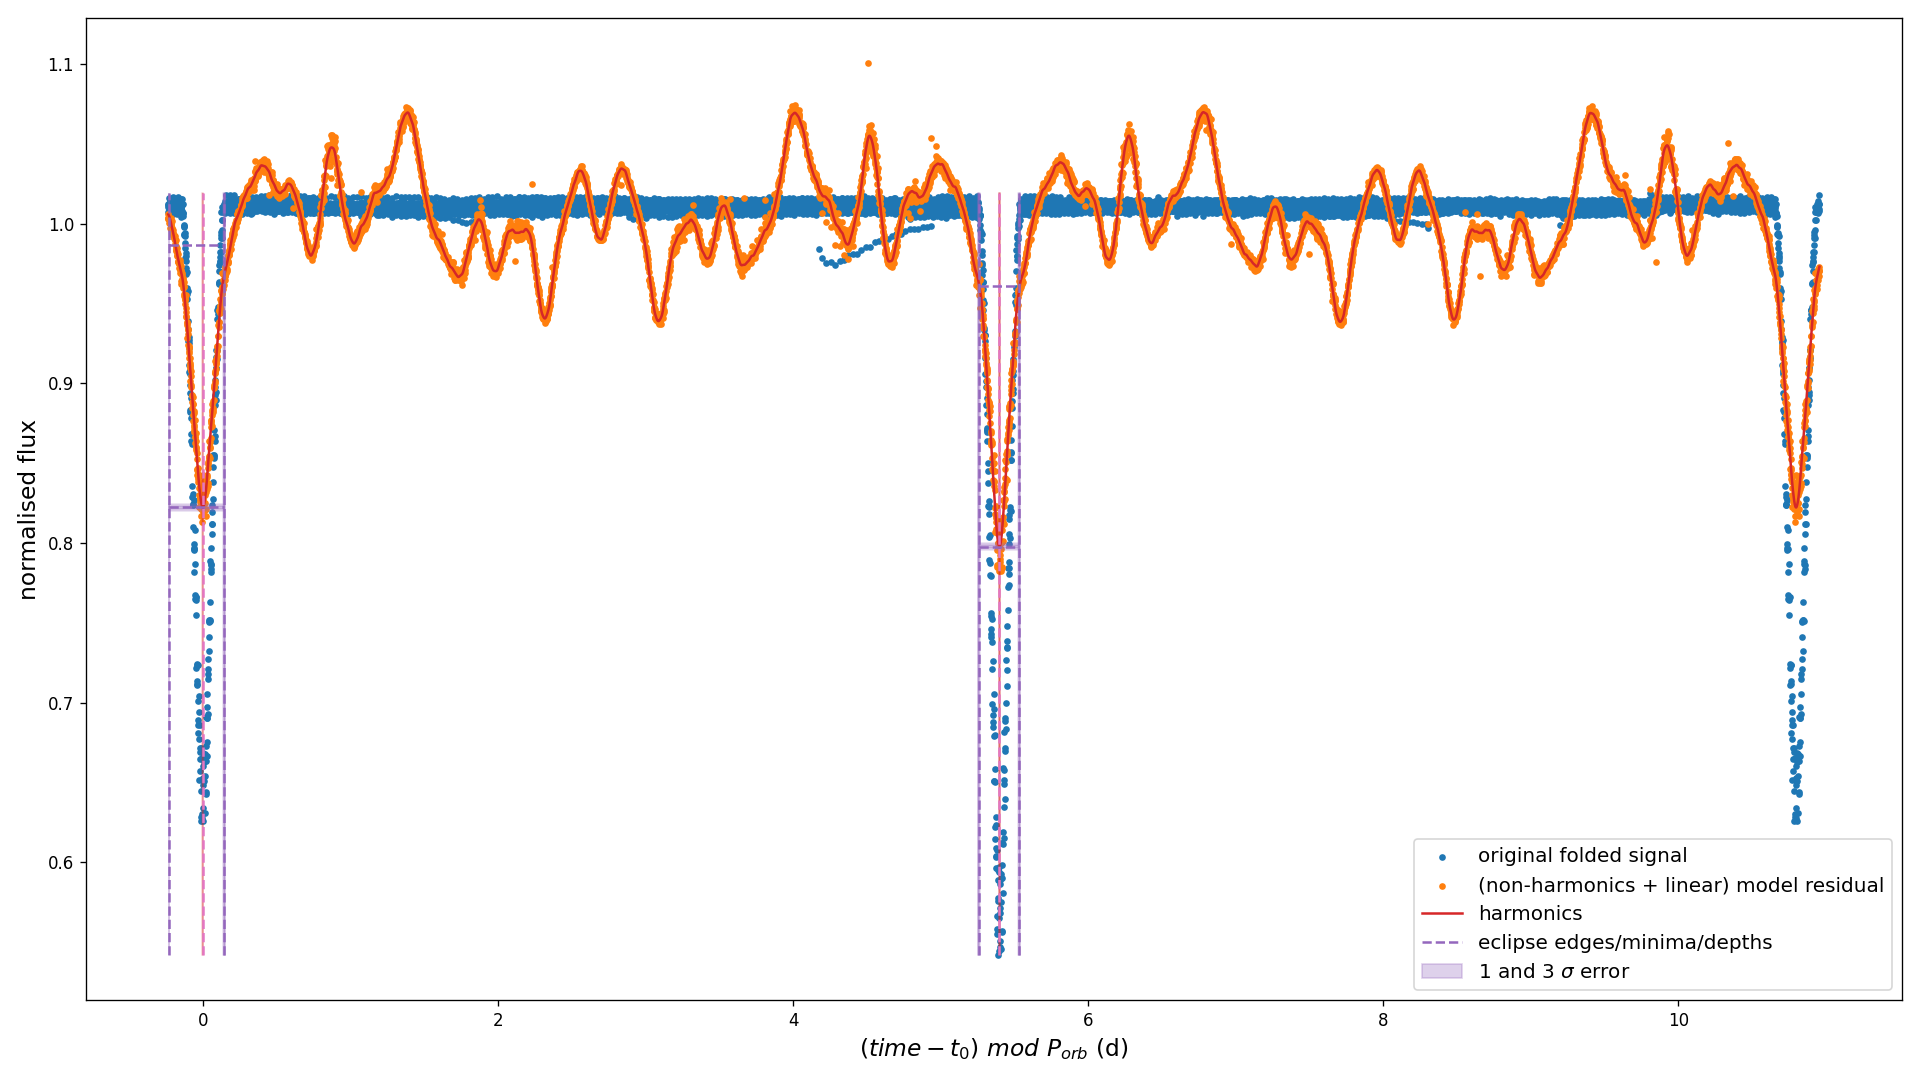 normalised flux
1.1
1.0
0.9
0.8
0.7
0.6
0
2
4
6
8
10
(time − t₀) mod Pₒᵣ₆ (d)
original folded signal
(non-harmonics + linear) model residual
harmonics
eclipse edges/minima/depths
1 and 3 σ error